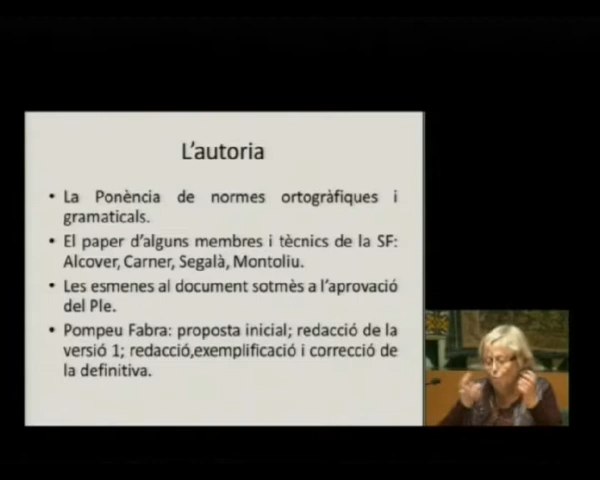 L'autoria
• La Ponència de normes ortogràfiques i
gramaticals.
• El paper d'alguns membres i tècnics de la SF:
Alcover, Carner, Segalà, Montoliu.
• Les esmenes al document sotmès a l'aprovació
del Ple.
• Pompeu Fabra: proposta inicial; redacció de la
versió 1; redacció,exemplificació i correcció de
la definitiva.